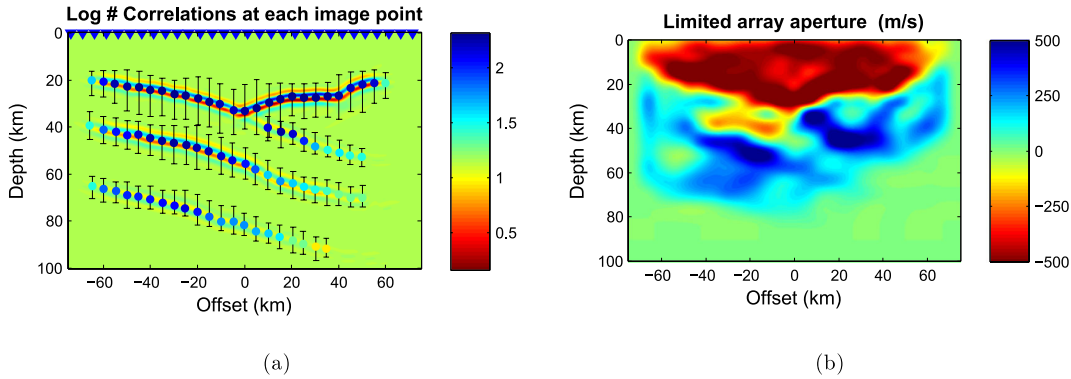 Log # Correlations at each image point
0
20
40
60
80
100
Depth (km)
−60 −40 −20 0 20 40 60
Offset (km)
2
1.5
1
0.5
(a)
Limited array aperture (m/s)
0
20
40
60
80
100
Depth (km)
−60 −40 −20 0 20 40 60
Offset (km)
500
250
0
−250
−500
(b)